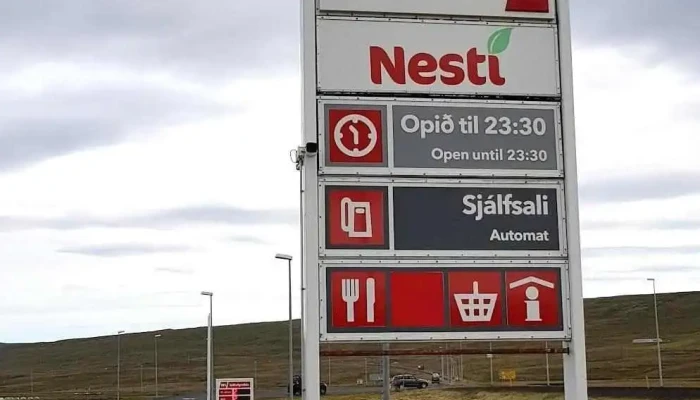 Nesti
Opið til 23:30
Open until 23:30
Sjálfsali
Automat